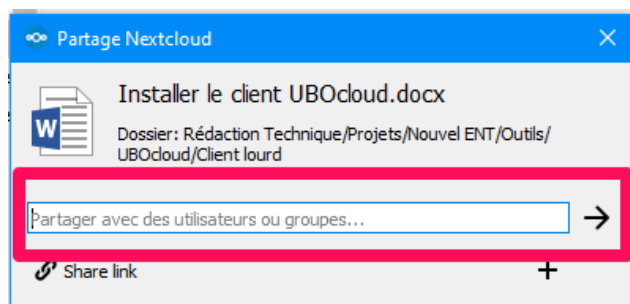 Partage Nextcloud
Installer le client UBOcloud.docx
Dossier: Rédaction Technique/Projets/Nouvel ENT/Outils/
UBOcloud/Client lourd
Partager avec des utilisateurs ou groupes...
Share link